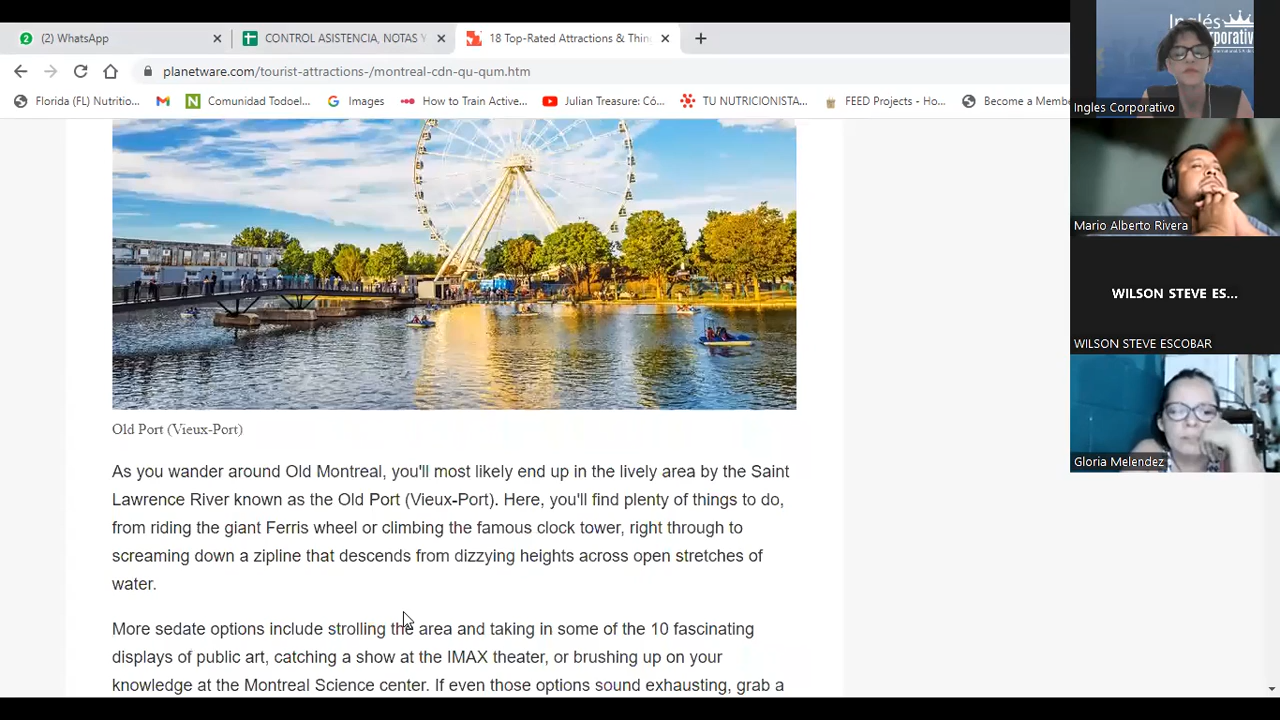 (2) WhatsApp
CONTROL ASISTENCIA, NOTAS Y
18 Top-Rated Attractions & Thin
planetware.com/tourist-attractions-/montreal-cdn-qu-qum.htm
Florida (FL) Nutritio...
Comunidad Todoel...
Images
How to Train Active...
Julian Treasure: Có...
TU NUTRICIONISTA...
FEED Projects - Ho...
Become a Membe
Old Port (Vieux-Port)
As you wander around Old Montreal, you'll most likely end up in the lively area by the Saint
Lawrence River known as the Old Port (Vieux-Port). Here, you'll find plenty of things to do,
from riding the giant Ferris wheel or climbing the famous clock tower, right through to
screaming down a zipline that descends from dizzying heights across open stretches of
water.
More sedate options include strolling the area and taking in some of the 10 fascinating
displays of public art, catching a show at the IMAX theater, or brushing up on your
knowledge at the Montreal Science center. If even those options sound exhausting, grab a
Inglés
Ingles Corporativo
Mario Alberto Rivera
WILSON STEVE ES...
WILSON STEVE ESCOBAR
Gloria Melendez